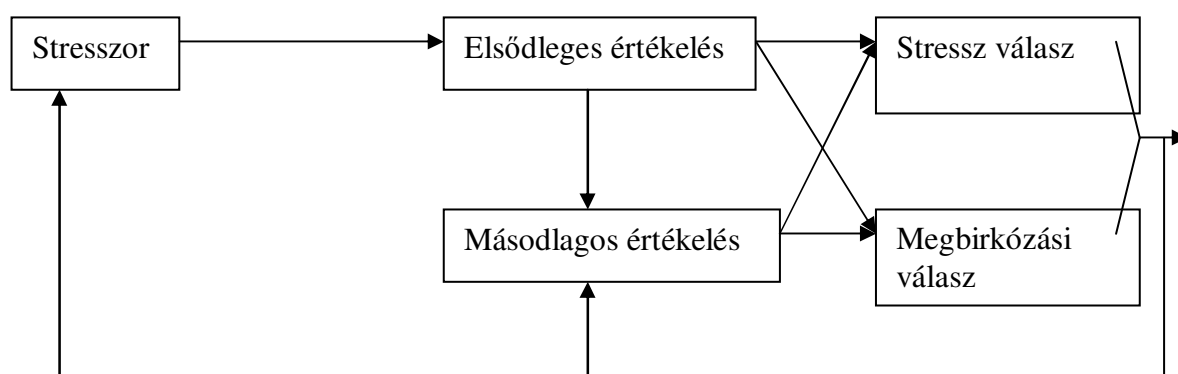 Stresszor
Elsődleges értékelés
Stressz válasz
Másodlagos értékelés
Megbirkózási
válasz